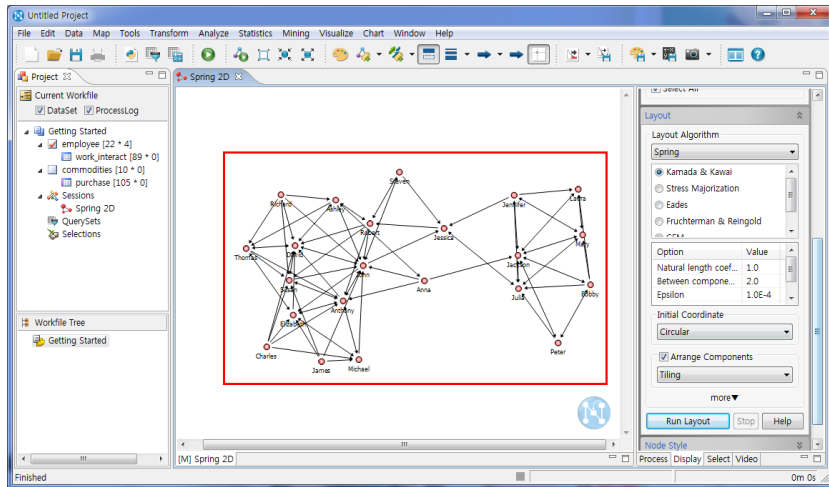 Untitled Project
File Edit Data Map Tools Transform Analyze Statistics Mining Visualize Chart Window Help
Project
Spring 2D
Current Workfile
DataSet ProcessLog
Getting Started
employee [22 * 4]
work_interact [89 * 0]
commodities [10 * 0]
purchase [105 * 0]
Sessions
Spring 2D
QuerySets
Selections
Workfile Tree
Getting Started
Steven
Richard
Ashley
Robert
Jessica
Jennifer
Laura
Mary
Thomas
David
John
Jackson
Susan
Anna
Julia
Bobby
Anthony
Elizabeth
Charles
James
Michael
Peter
Select All
Layout
Layout Algorithm
Spring
Kamada & Kawai
Stress Majorization
Eades
Fruchterman & Reingold
GEM
Option Value
Natural length coef... 1.0
Between compone... 2.0
Epsilon 1.0E-4
Initial Coordinate
Circular
Arrange Components
Tiling
more▼
Run Layout Stop Help
Node Style
[M] Spring 2D
Process Display Select Video
Finished
0m 0s